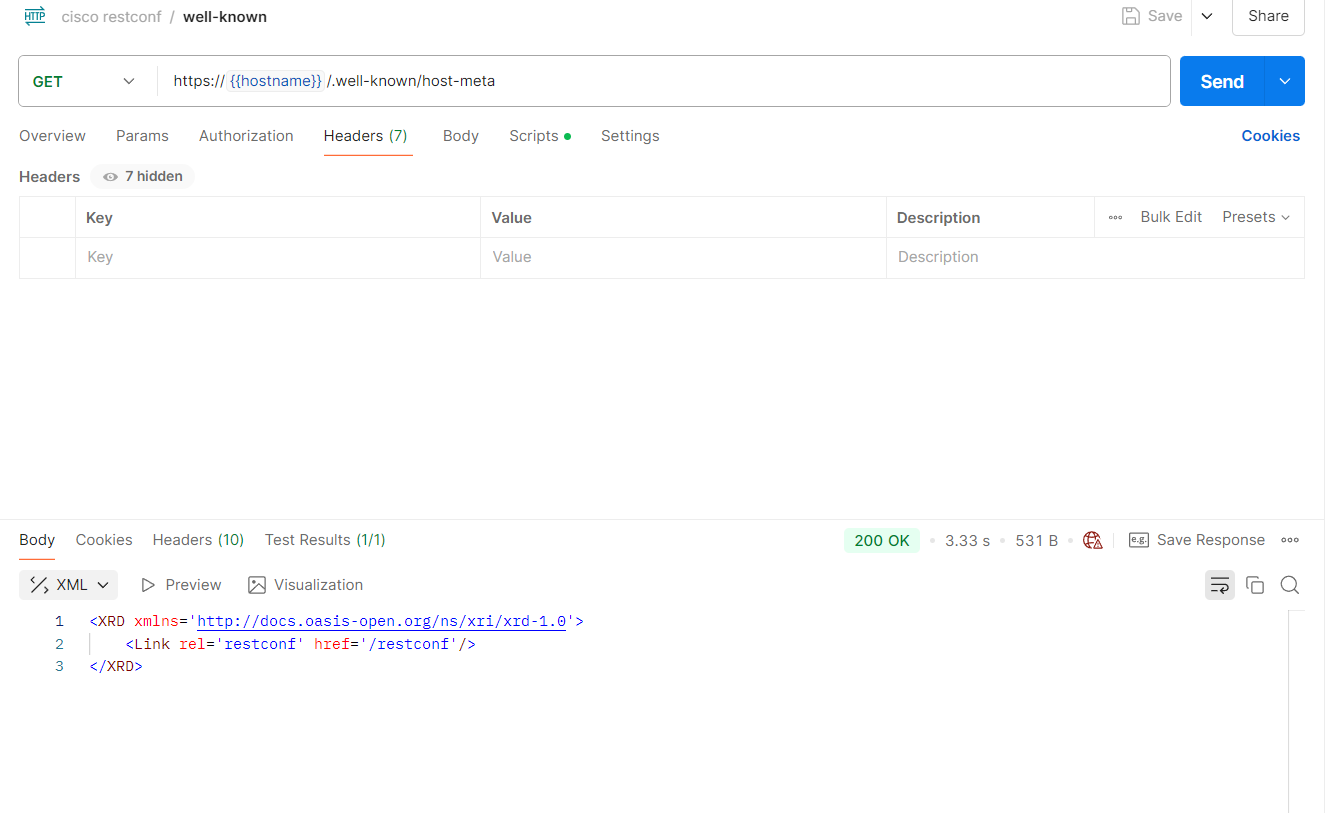 HTTP cisco restconf / well-known Save Share
GET https:// {{hostname}} /.well-known/host-meta Send
Overview Params Authorization Headers (7) Body Scripts Settings Cookies
Headers 7 hidden
Key Value Description Bulk Edit Presets
Key Value Description
Body Cookies Headers (10) Test Results (1/1) 200 OK 3.33 s 531 B e.g. Save Response
XML Preview Visualization
1 <XRD xmlns='http://docs.oasis-open.org/ns/xri/xrd-1.0'>
2 <Link rel='restconf' href='/restconf'/>
3 </XRD>